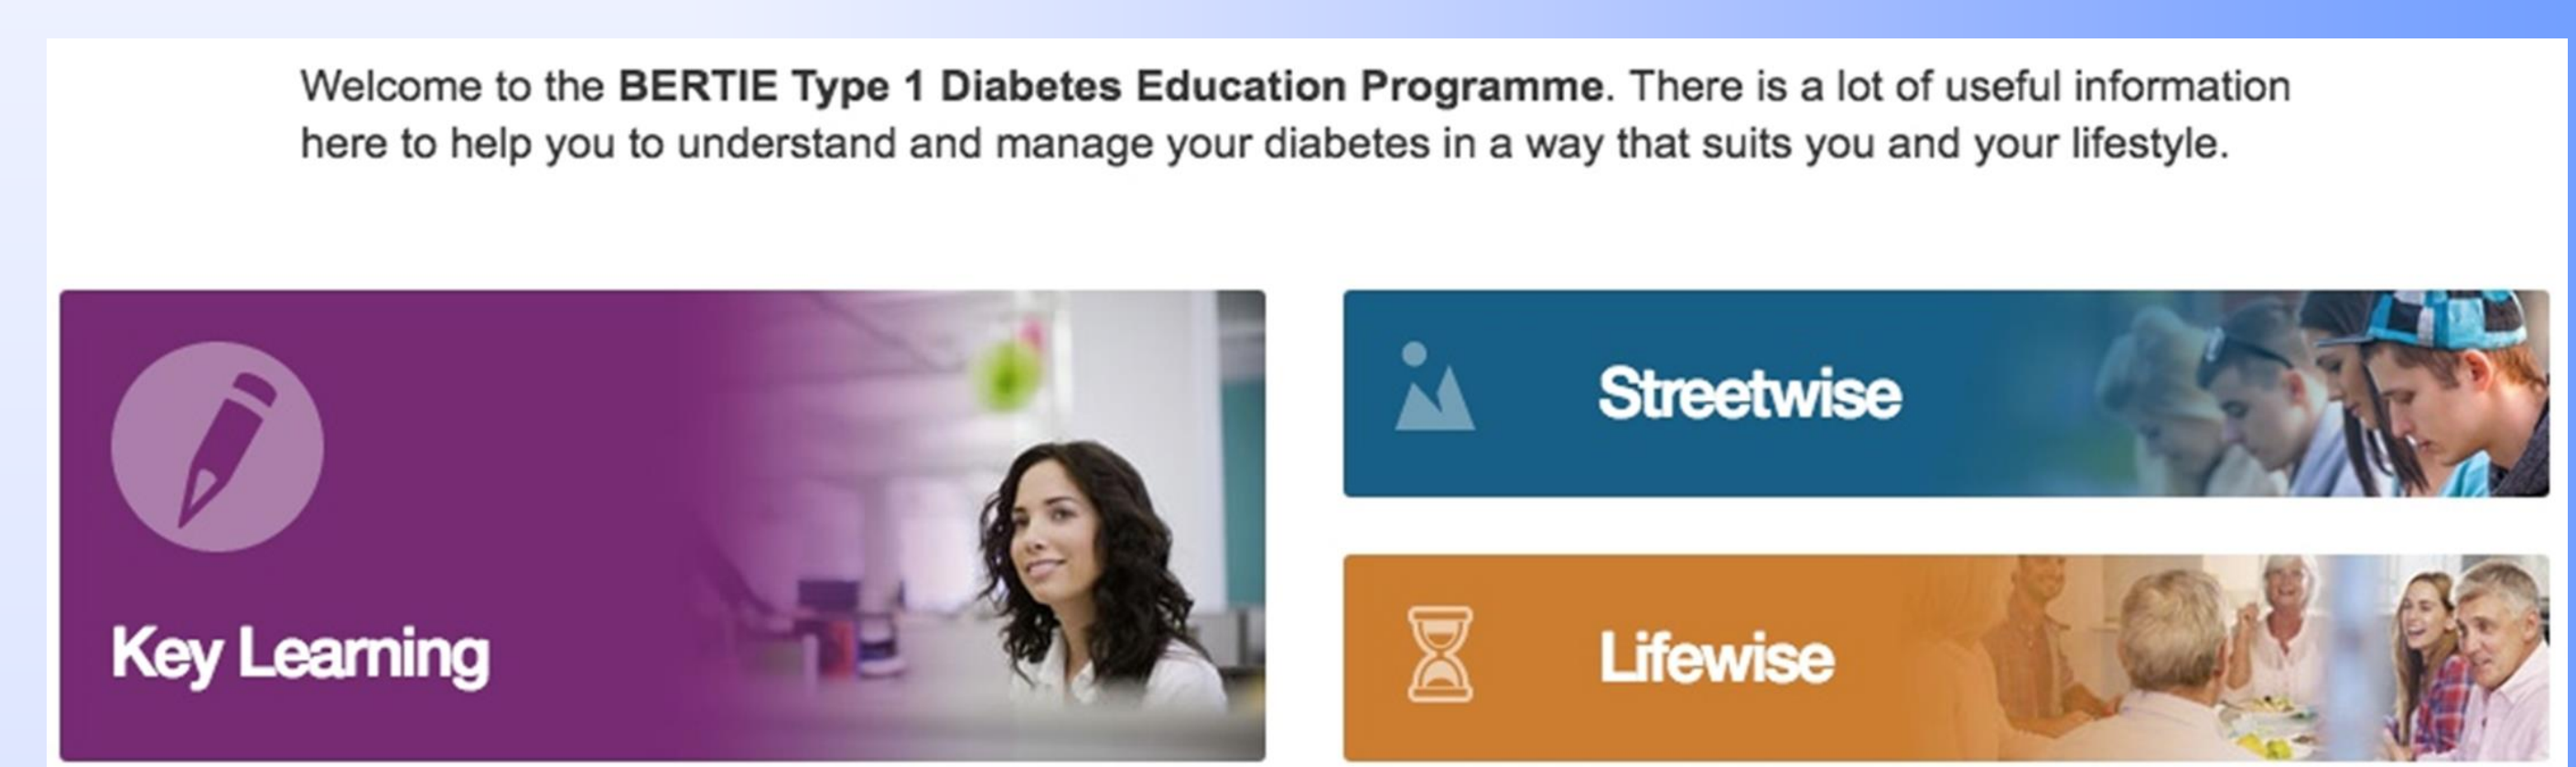 Welcome to the BERTIE Type 1 Diabetes Education Programme. There is a lot of useful information
here to help you to understand and manage your diabetes in a way that suits you and your lifestyle.
Key Learning
Streetwise
Lifewise